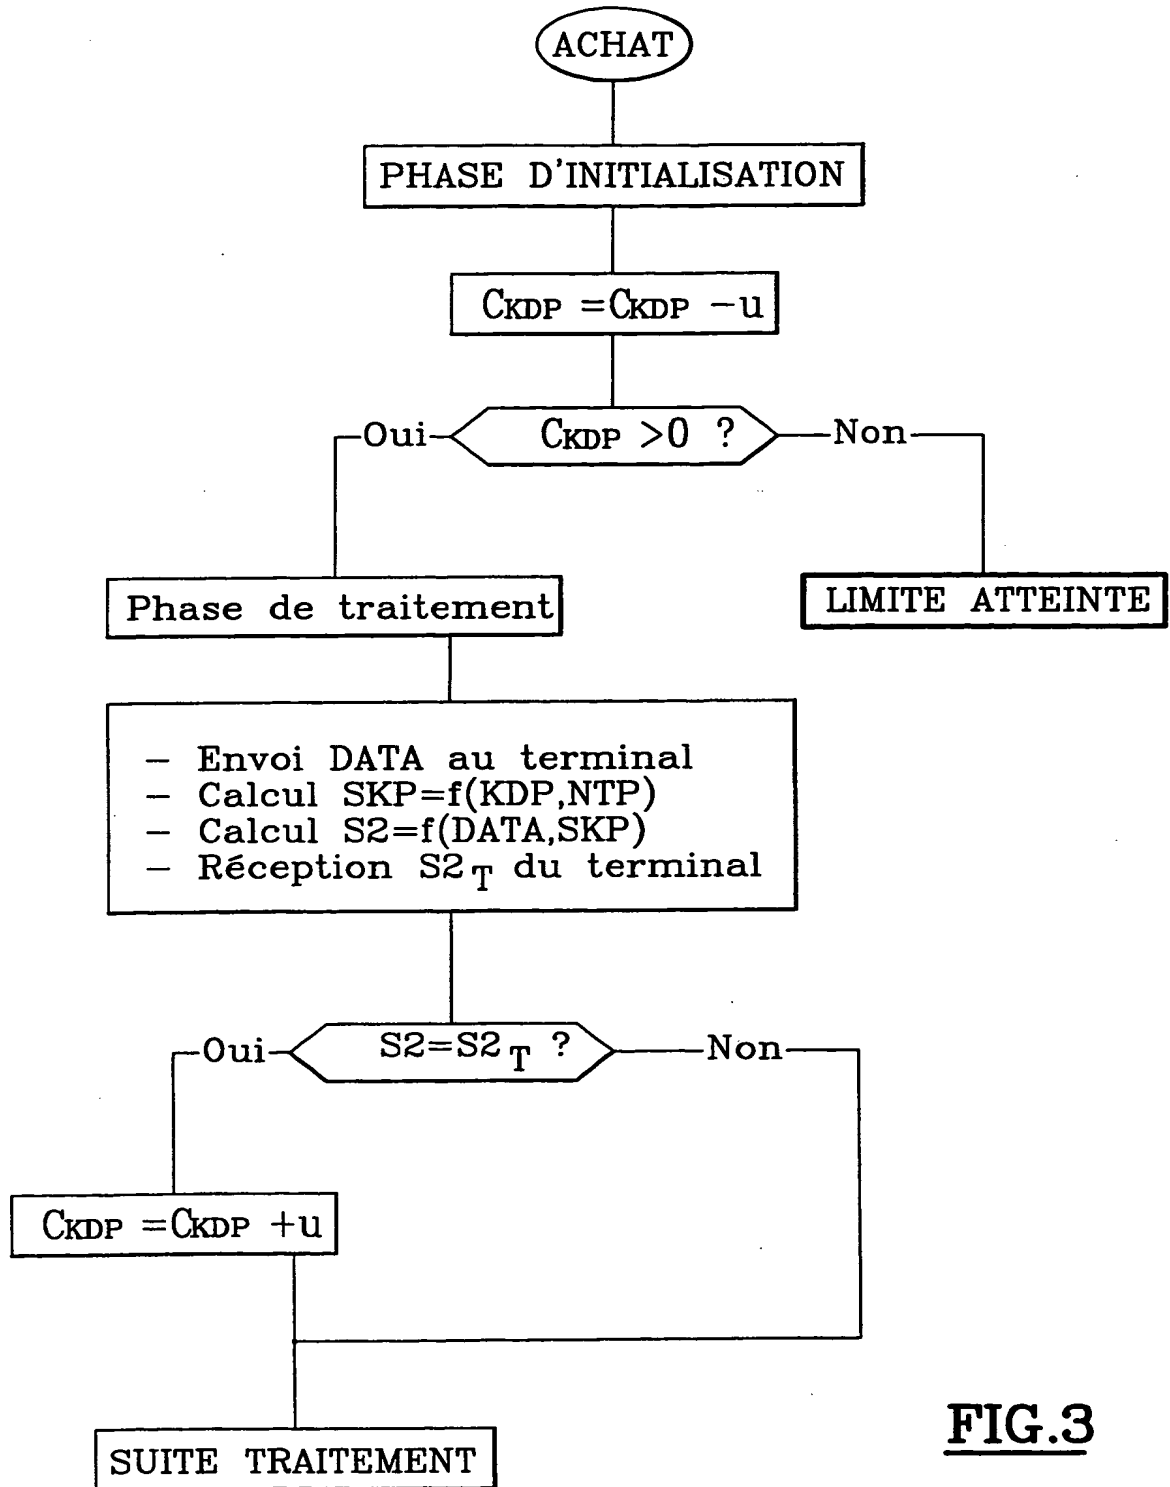 ACHAT
PHASE D'INITIALISATION
CKDP =CKDP -u
Oui
CKDP >0 ?
Non
Phase de traitement
LIMITE ATTEINTE
- Envoi DATA au terminal
- Calcul SKP=f(KDP,NTP)
- Calcul S2=f(DATA,SKP)
- Réception S2T du terminal
Oui
S2=S2T ?
Non
CKDP =CKDP +u
SUITE TRAITEMENT
FIG.3